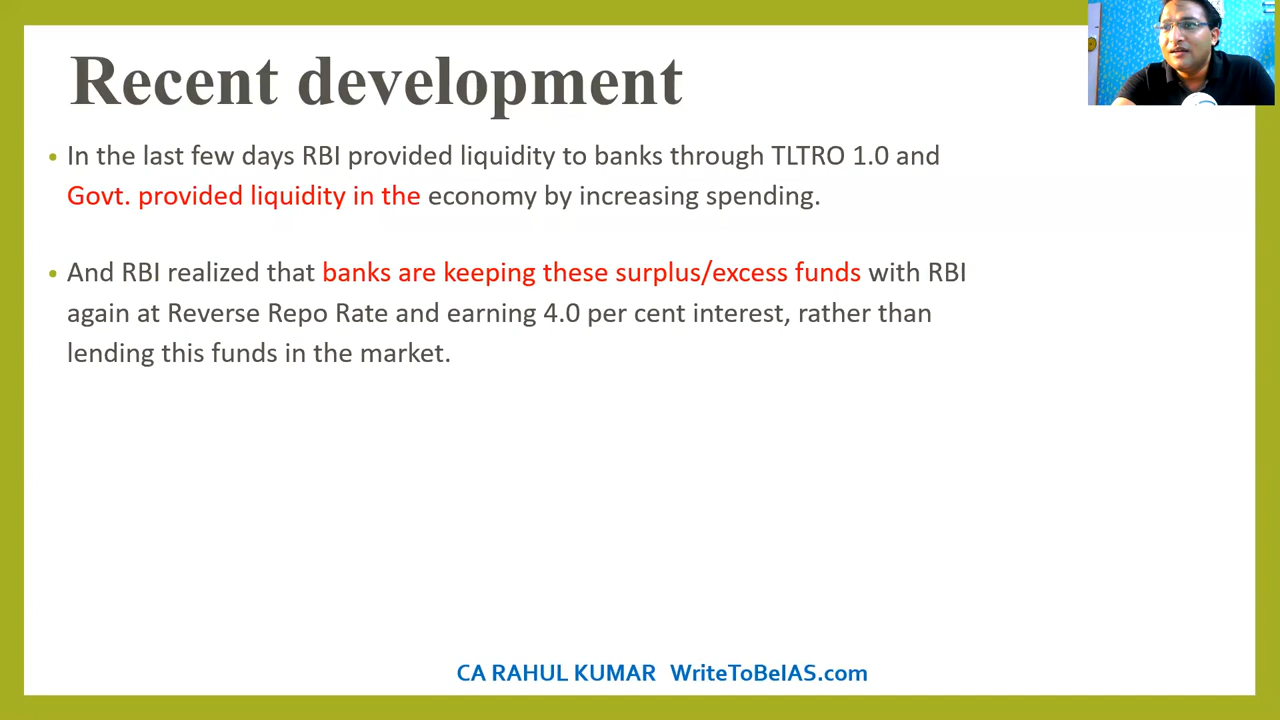 Recent development
• In the last few days RBI provided liquidity to banks through TLTRO 1.0 and
Govt. provided liquidity in the economy by increasing spending.
• And RBI realized that banks are keeping these surplus/excess funds with RBI
again at Reverse Repo Rate and earning 4.0 per cent interest, rather than
lending this funds in the market.
CA RAHUL KUMAR WriteToBeIAS.com